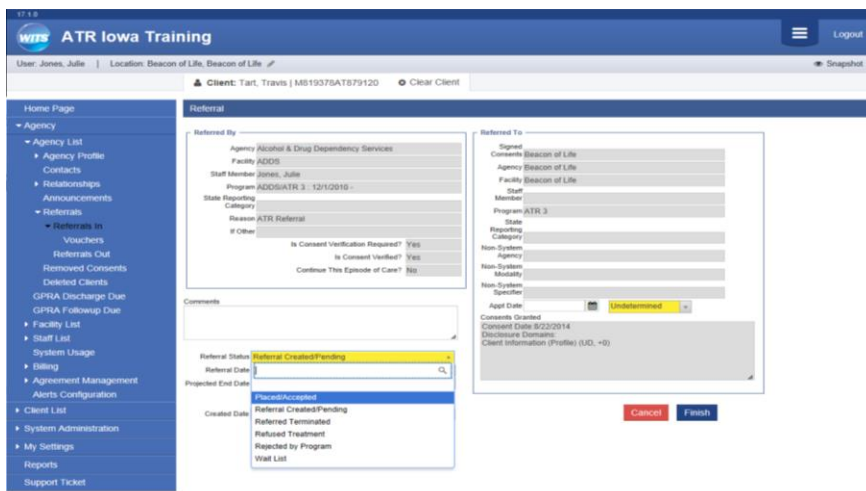 17.1.0
WITS ATR Iowa Training
Logout
User: Jones, Julie | Location: Beacon of Life, Beacon of Life
Snapshot
Client: Tart, Travis | M819378AT879120 Clear Client
Home Page
Agency
Agency List
Agency Profile
Contacts
Relationships
Announcements
Referrals
Referrals In
Vouchers
Referrals Out
Removed Consents
Deleted Clients
GPRA Discharge Due
GPRA Followup Due
Facility List
Staff List
System Usage
Billing
Agreement Management
Alerts Configuration
Client List
System Administration
My Settings
Reports
Support Ticket
Referral
Referred By
Agency Alcohol & Drug Dependency Services
Facility ADDS
Staff Member Jones, Julie
Program ADDS/ATR 3 : 12/1/2010 -
State Reporting
Category
Reason ATR Referral
If Other
Is Consent Verification Required? Yes
Is Consent Verified? Yes
Continue This Episode of Care? No
Comments
Referral Status Referral Created/Pending
Referral Date
Projected End Date
Placed/Accepted
Referral Created/Pending
Referred Terminated
Refused Treatment
Rejected by Program
Wait List
Created Date
Referred To
Signed
Consents Beacon of Life
Agency Beacon of Life
Facility Beacon of Life
Staff
Member
Program ATR 3
State
Reporting
Category
Non-System
Agency
Non-System
Modality
Non-System
Specifier
Appt Date Undetermined
Consents Granted
Consent Date:8/22/2014
Disclosure Domains:
Client Information (Profile) (UD, +0)
Cancel Finish